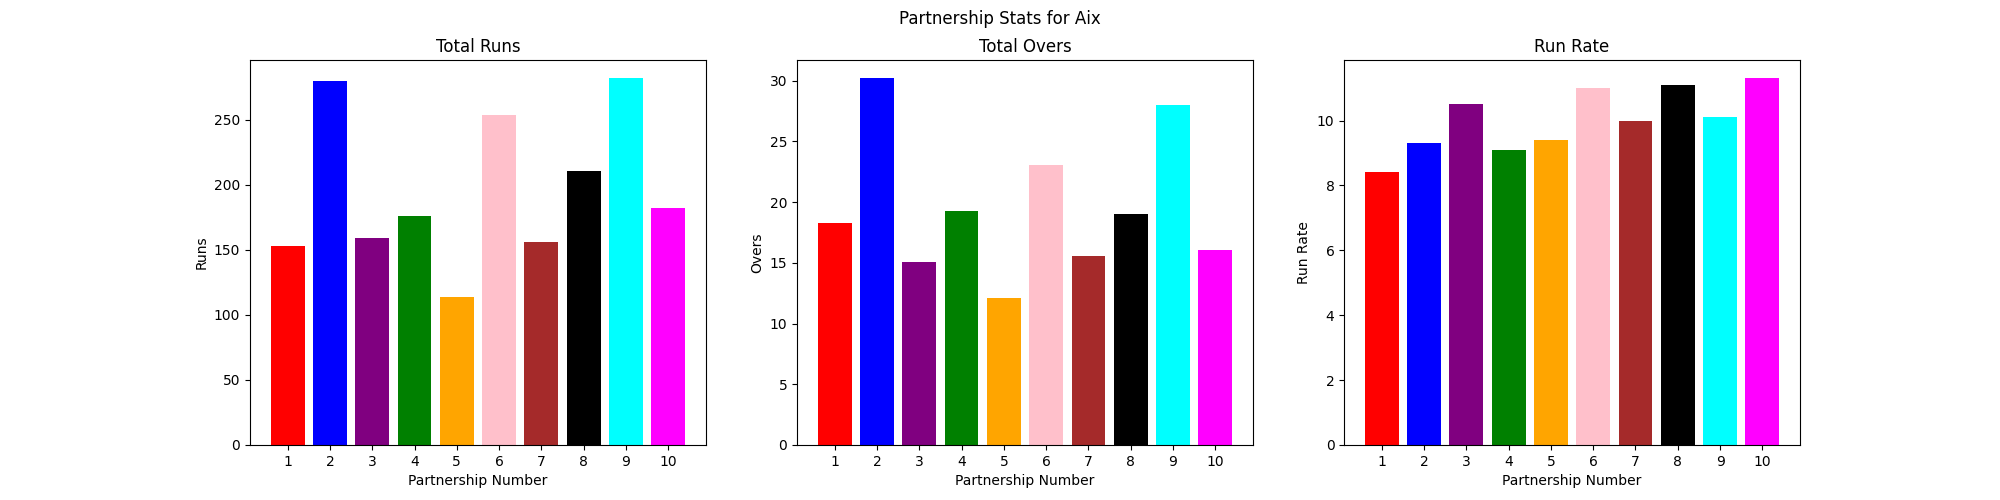 Partnership Stats for Aix
Total Runs
250
200
150
100
50
0
Runs
1 2 3 4 5 6 7 8 9 10
Partnership Number
Total Overs
30
25
20
15
10
5
0
Overs
1 2 3 4 5 6 7 8 9 10
Partnership Number
Run Rate
10
8
6
4
2
0
Run Rate
1 2 3 4 5 6 7 8 9 10
Partnership Number